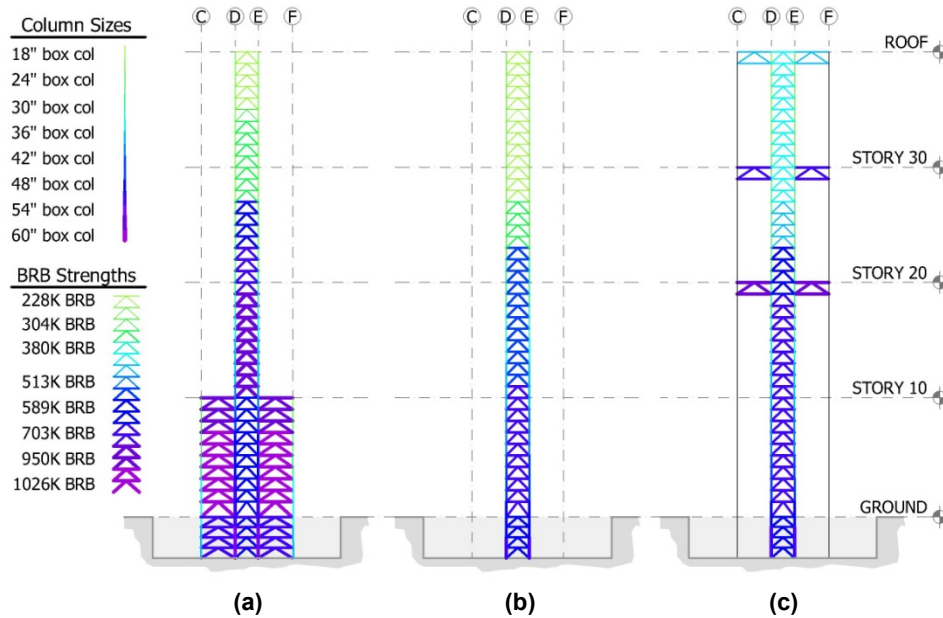 Column Sizes
18" box col
24" box col
30" box col
36" box col
42" box col
48" box col
54" box col
60" box col
BRB Strengths
228K BRB
304K BRB
380K BRB
513K BRB
589K BRB
703K BRB
950K BRB
1026K BRB
C D E F
C D E F
C D E F
ROOF
STORY 30
STORY 20
STORY 10
GROUND
(a)
(b)
(c)